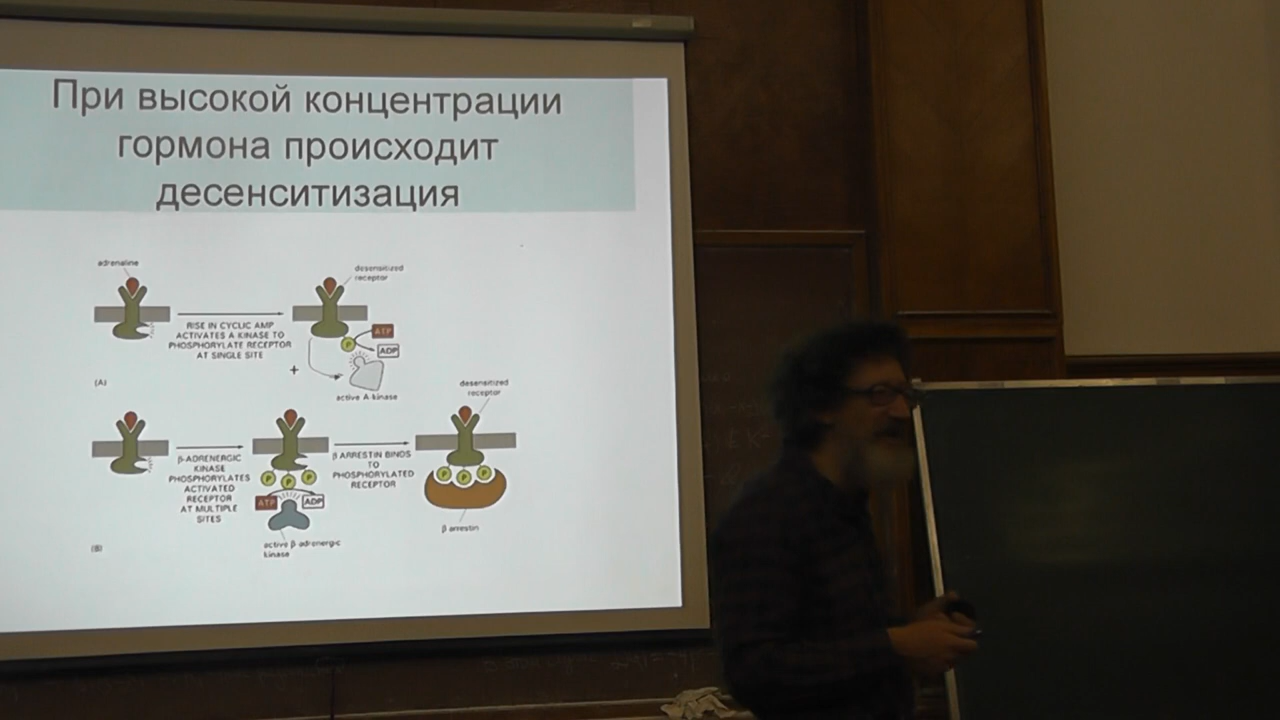 При высокой концентрации
гормона происходит
десенситизация
adrenaline
desensitized
receptor
RISE IN CYCLIC AMP
ACTIVATES A KINASE TO
PHOSPHORYLATE RECEPTOR
AT SINGLE SITE
P
ATP
ADP
+
active A-kinase
(A)
desensitized
receptor
β-ADRENERGIC
KINASE
PHOSPHORYLATES
ACTIVATED
RECEPTOR
AT MULTIPLE
SITES
P P P
ATP
ADP
active β-adrenergic
kinase
β ARRESTIN BINDS
TO
PHOSPHORYLATED
RECEPTOR
P P P
β arrestin
(B)